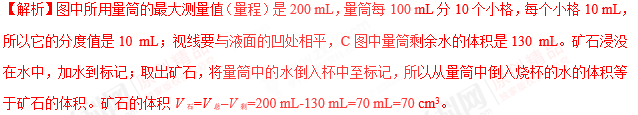 【解析】图中所用量筒的最大测量值(量程)是 200 mL，量筒每 100 mL 分 10 个小格，每个小格 10 mL，
所以它的分度值是 10 mL；视线要与液面的凹处相平，C 图中量筒剩余水的体积是 130 mL。矿石浸没
在水中，加水到标记；取出矿石，将量筒中的水倒入杯中至标记，所以从量筒中倒入烧杯的水的体积等
于矿石的体积。矿石的体积 V石=V总–V剩=200 mL-130 mL=70 mL=70 cm³。